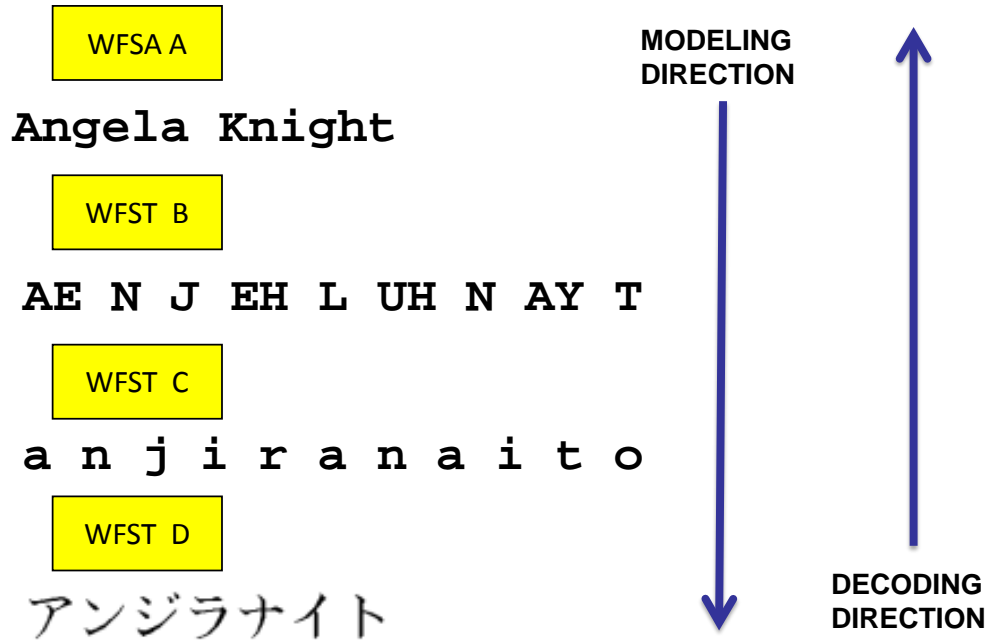 WFSA A
MODELING
DIRECTION
Angela Knight
WFST B
AE N J EH L UH N AY T
WFST C
a n j i r a n a i t o
WFST D
DECODING
DIRECTION
アンジラナイト